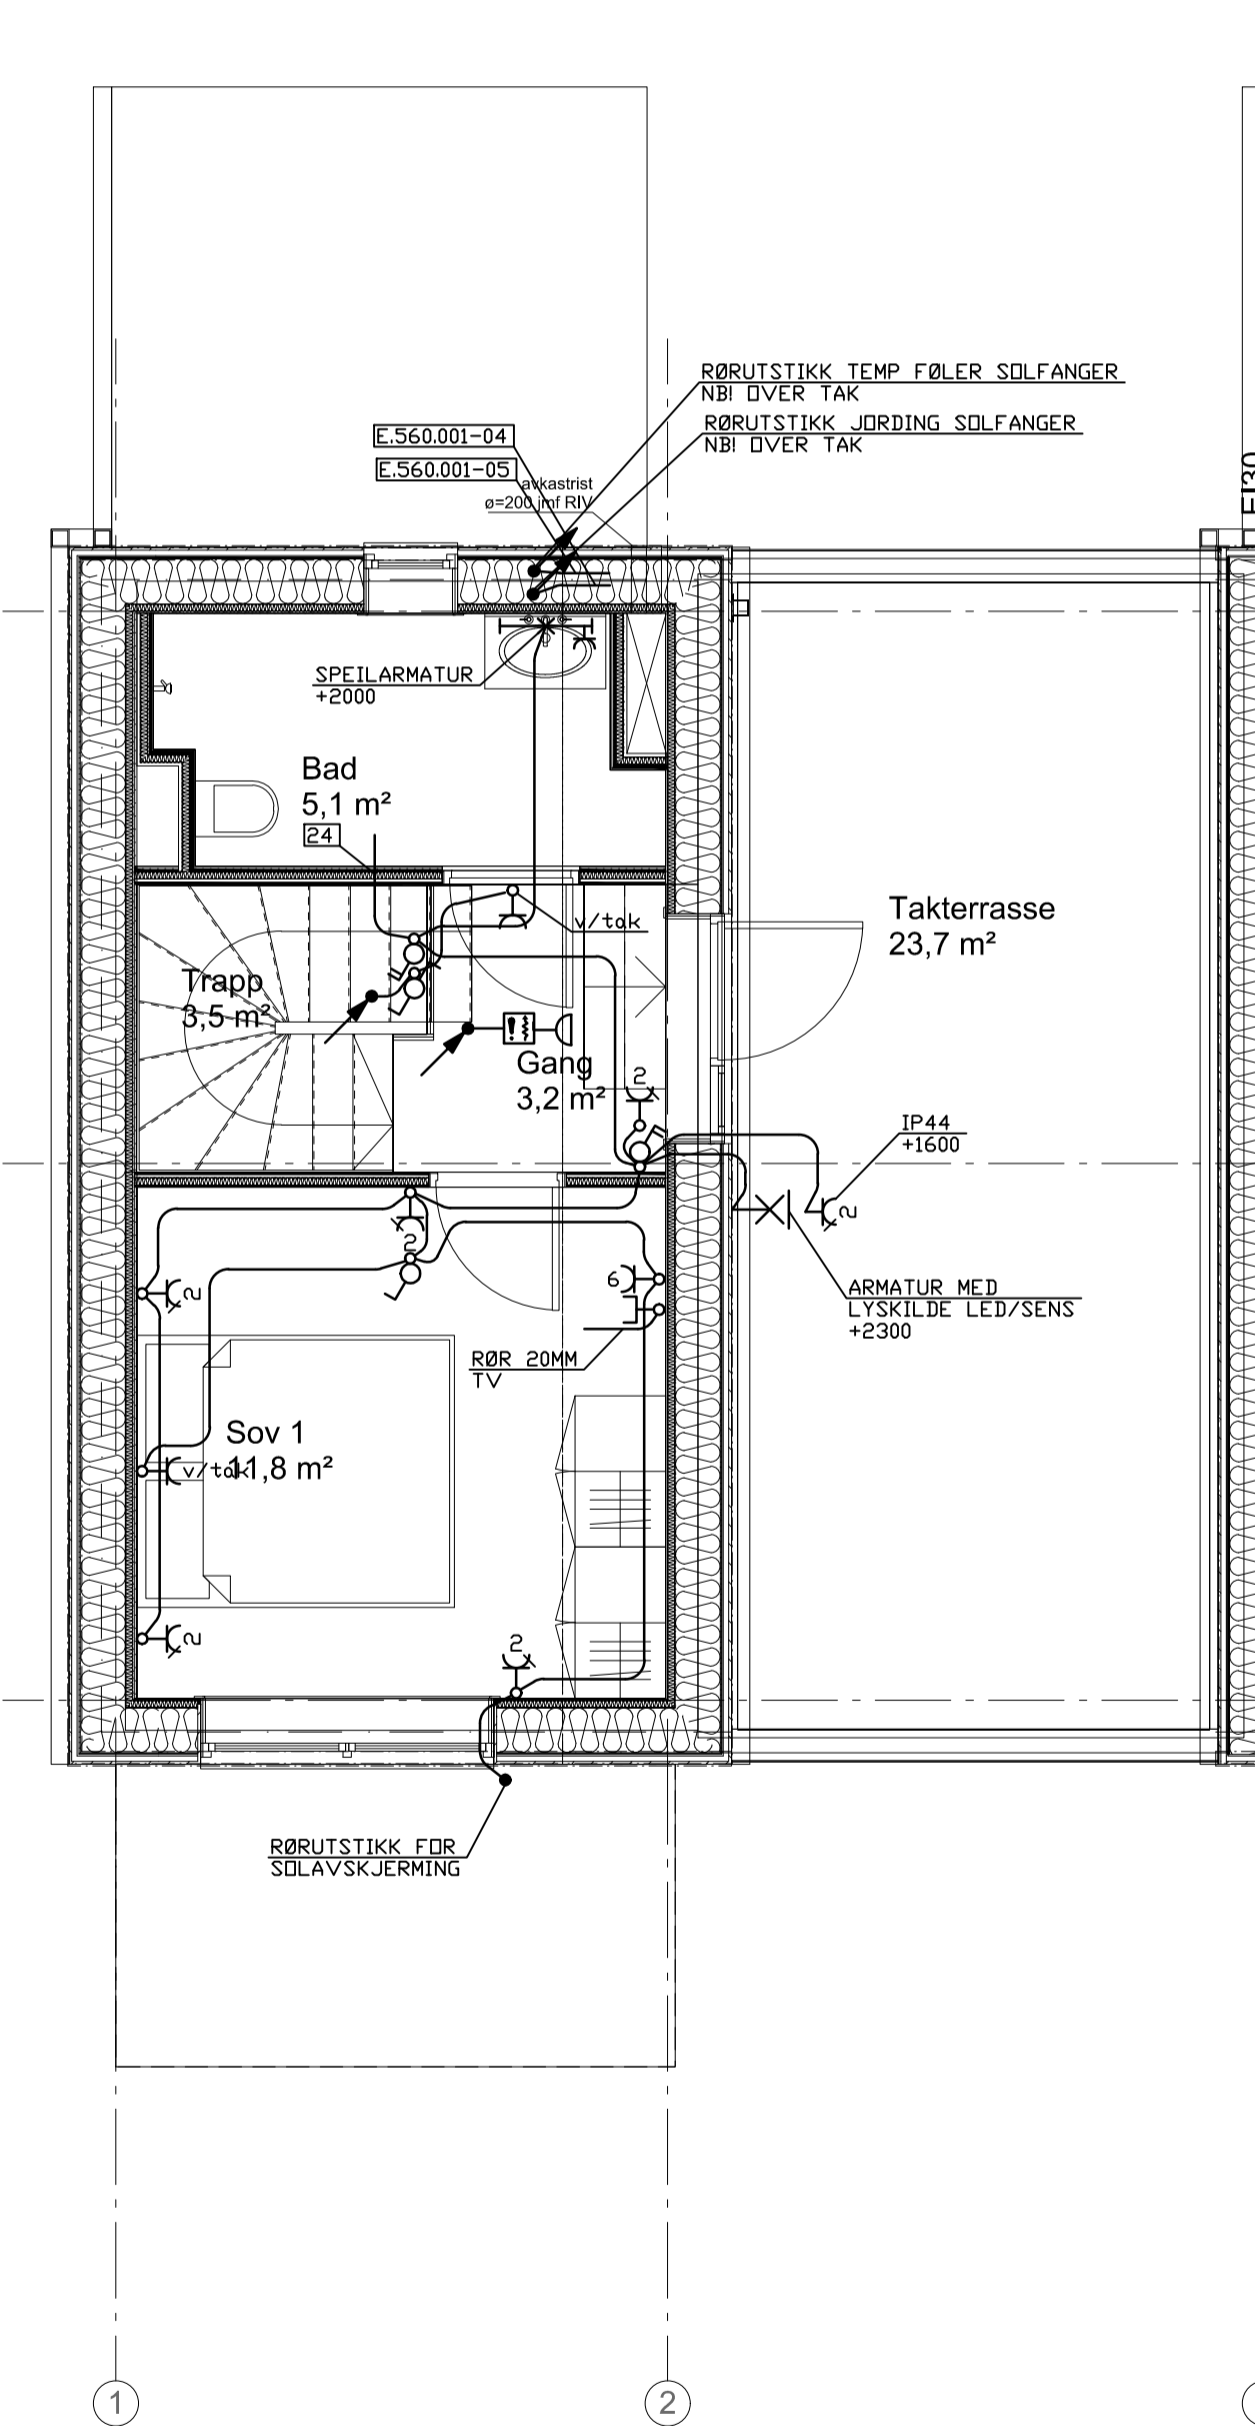 RØRUTSTIKK TEMP FØLER SOLFANGER
NB! OVER TAK
RØRUTSTIKK JORDING SOLFANGER
NB! OVER TAK
E.560.001-04
E.560.001-05
avkastrist
ø=200 jmf RIV
EI30
SPEILARMATUR
+2000
Bad
5,1 m²
24
v/tak
Takterrasse
23,7 m²
Trapp
3,5 m²
Gang
3,2 m²
2
IP44
+1600
2
2
2
6
ARMATUR MED
LYSKILDE LED/SENS
+2300
RØR 20MM
TV
Sov 1
11,8 m²
v/tak
2
2
RØRUTSTIKK FOR
SOLAVSKJERMING
1
2